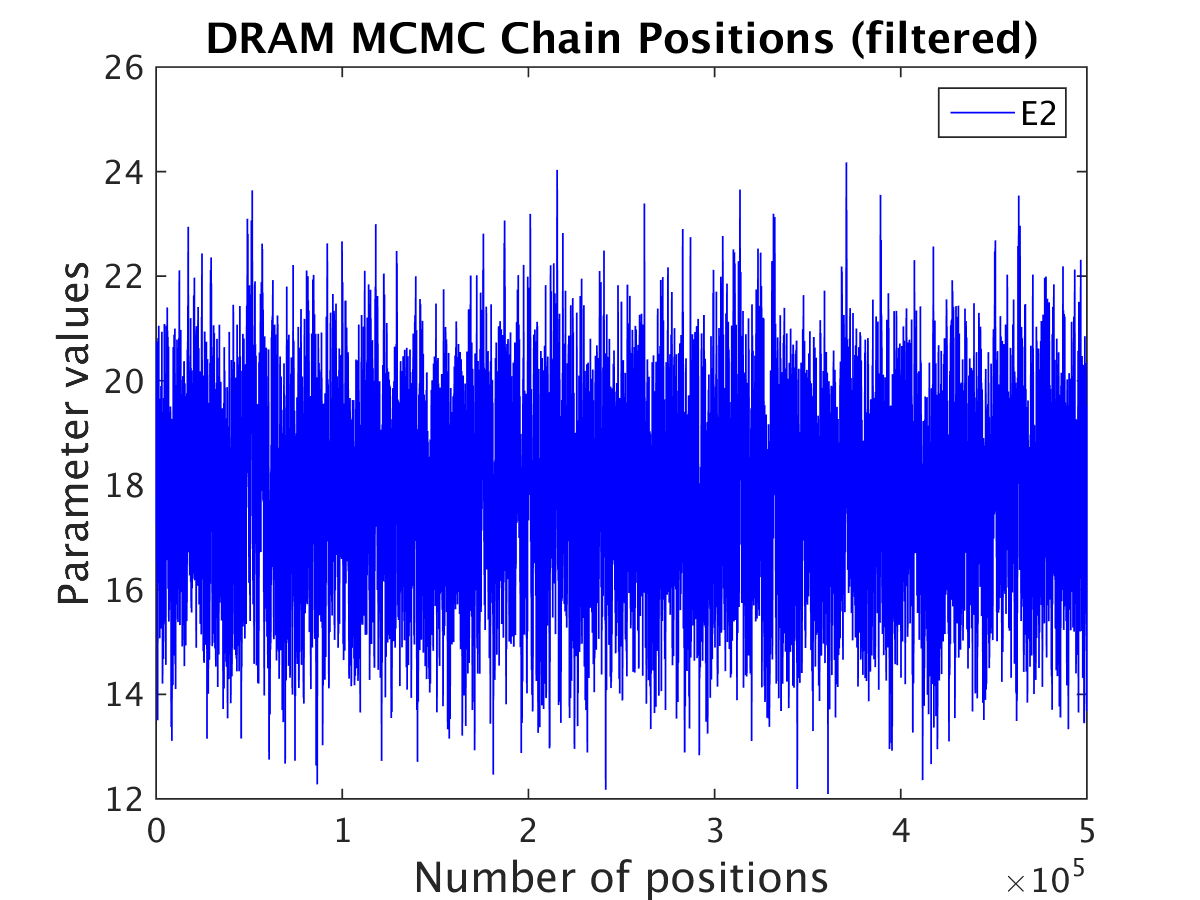 DRAM MCMC Chain Positions (filtered)
E2
Parameter values
26
24
22
20
18
16
14
12
0 1 2 3 4 5
×10⁵
Number of positions